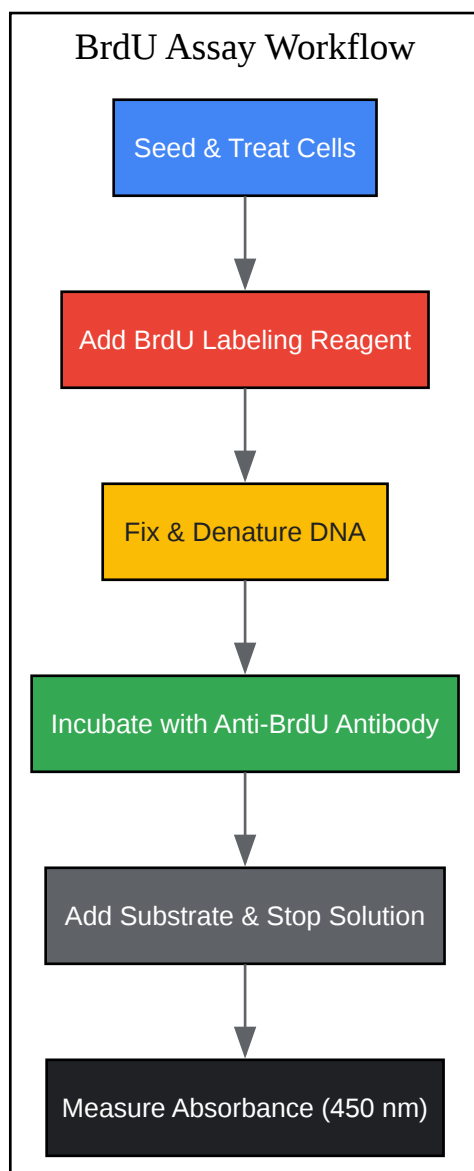 BrdU Assay Workflow
Seed & Treat Cells
Add BrdU Labeling Reagent
Fix & Denature DNA
Incubate with Anti-BrdU Antibody
Add Substrate & Stop Solution
Measure Absorbance (450 nm)